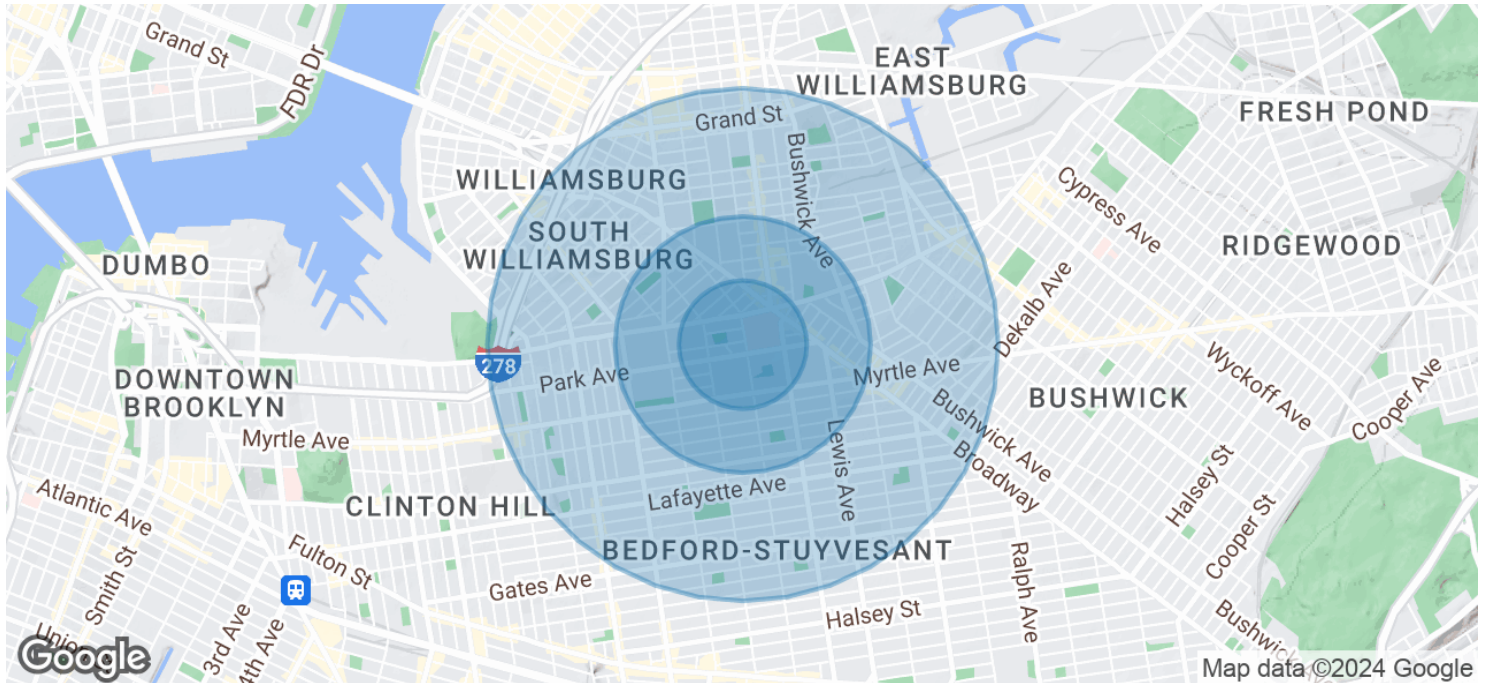 Grand St
FDR Dr
EAST
WILLIAMSBURG
FRESH POND
Grand St
Bushwick Ave
WILLIAMSBURG
Cypress Ave
SOUTH
WILLIAMSBURG
RIDGEWOOD
DUMBO
Dekalb Ave
278
Park Ave
Myrtle Ave
DOWNTOWN
BROOKLYN
BUSHWICK
Wyckoff Ave
Cooper Ave
Bushwick Ave
Myrtle Ave
Lewis Ave
Broadway
Halsey St
Lafayette Ave
CLINTON HILL
Atlantic Ave
Cooper St
BEDFORD-STUYVESANT
Fulton St
Smith St
Gates Ave
Ralph Ave
Halsey St
3rd Ave
4th Ave
Bushwick
Google
Map data ©2024 Google